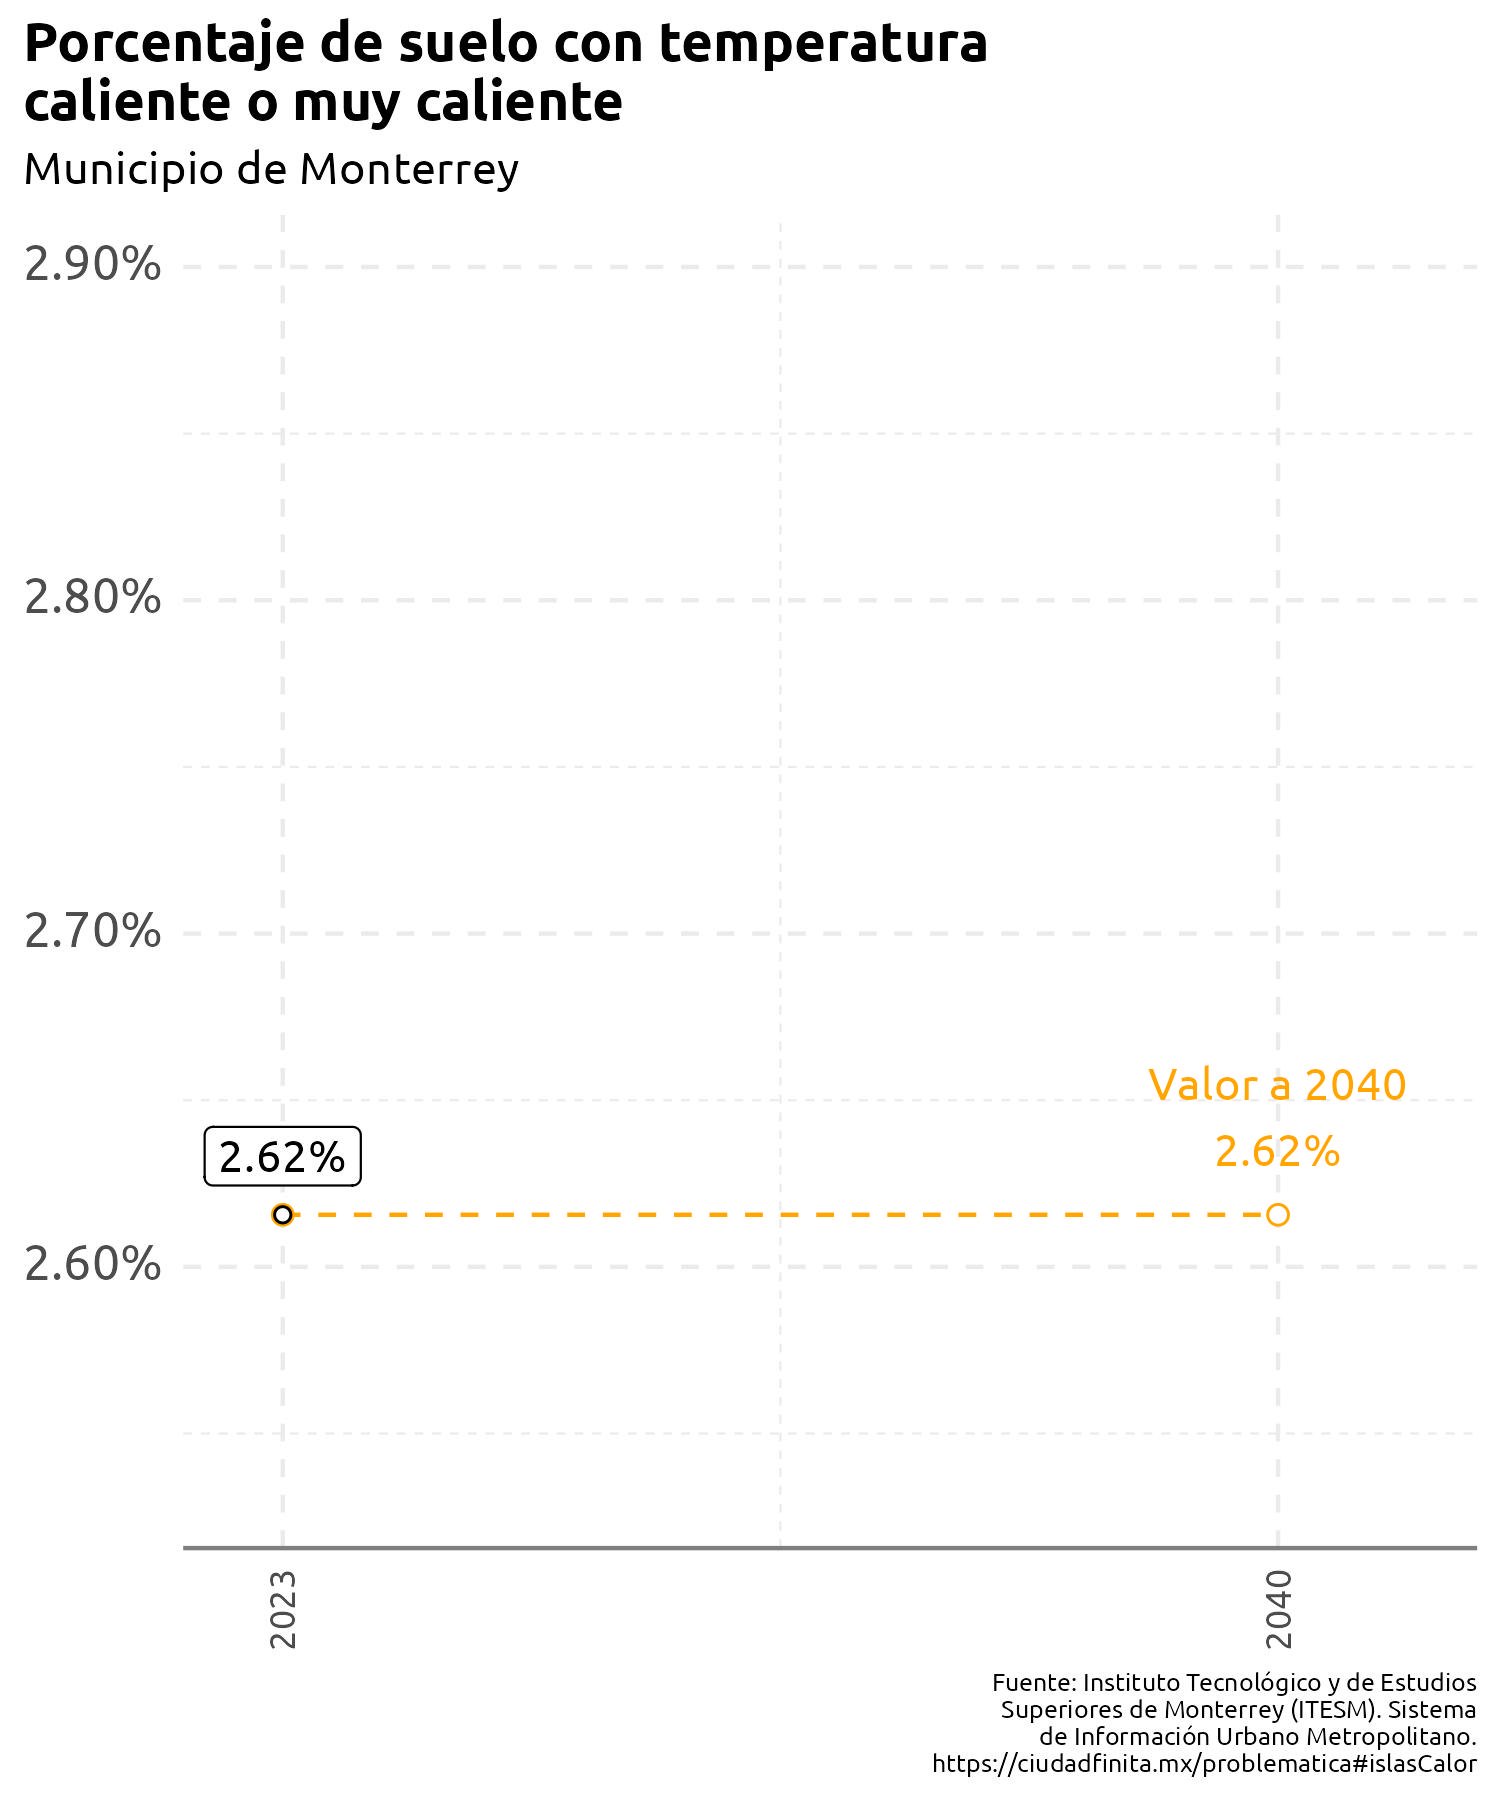 Porcentaje de suelo con temperatura
caliente o muy caliente
Municipio de Monterrey
2.90%
2.80%
2.70%
Valor a 2040
2.62%
2.62%
2.60%
2023
2040
Fuente: Instituto Tecnológico y de Estudios
Superiores de Monterrey (ITESM). Sistema
de Información Urbano Metropolitano.
https://ciudadfinita.mx/problematica#islasCalor